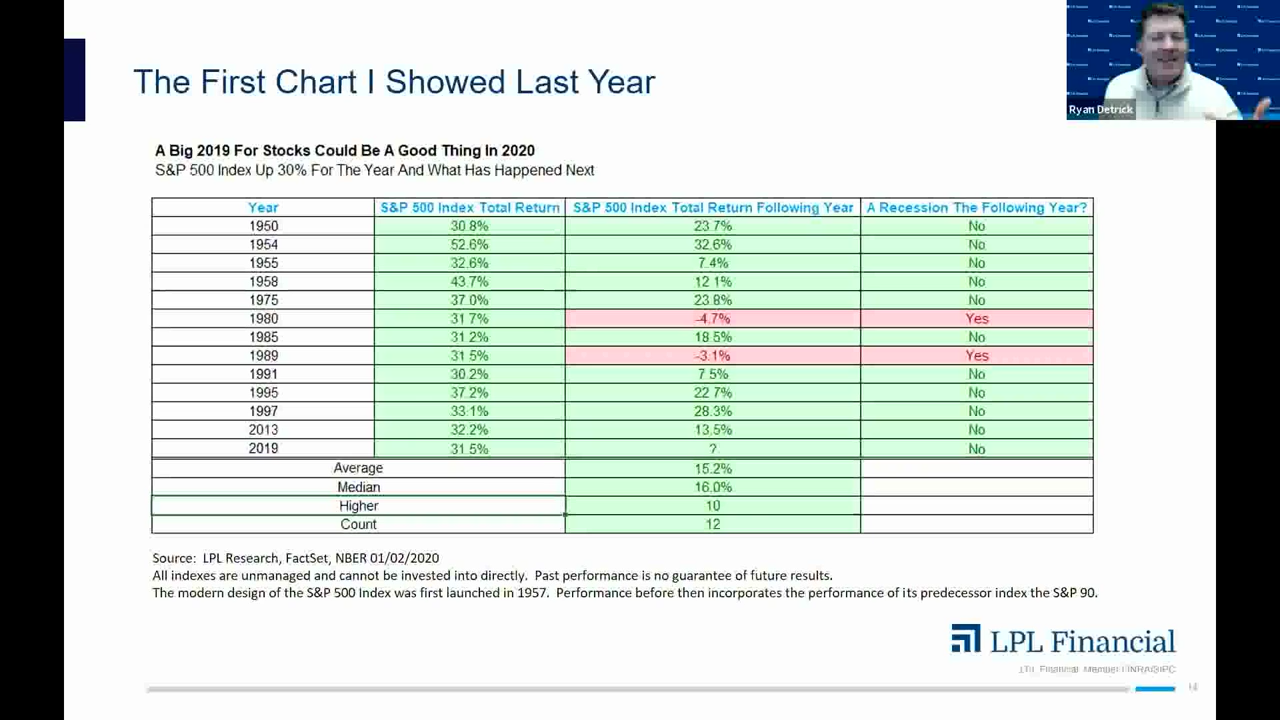 Ryan Detrick
The First Chart I Showed Last Year
A Big 2019 For Stocks Could Be A Good Thing In 2020
S&P 500 Index Up 30% For The Year And What Has Happened Next
Year S&P 500 Index Total Return S&P 500 Index Total Return Following Year A Recession The Following Year?
1950 30.8% 23.7% No
1954 52.6% 32.6% No
1955 32.6% 7.4% No
1958 43.7% 12.1% No
1975 37.0% 23.8% No
1980 31.7% -4.7% Yes
1985 31.2% 18.5% No
1989 31.5% -3.1% Yes
1991 30.2% 7.5% No
1995 37.2% 22.7% No
1997 33.1% 28.3% No
2013 32.2% 13.5% No
2019 31.5% ? No
Average 15.2%
Median 16.0%
Higher 10
Count 12
Source: LPL Research, FactSet, NBER 01/02/2020
All indexes are unmanaged and cannot be invested into directly. Past performance is no guarantee of future results.
The modern design of the S&P 500 Index was first launched in 1957. Performance before then incorporates the performance of its predecessor index the S&P 90.
LPL Financial
Financial Member
14